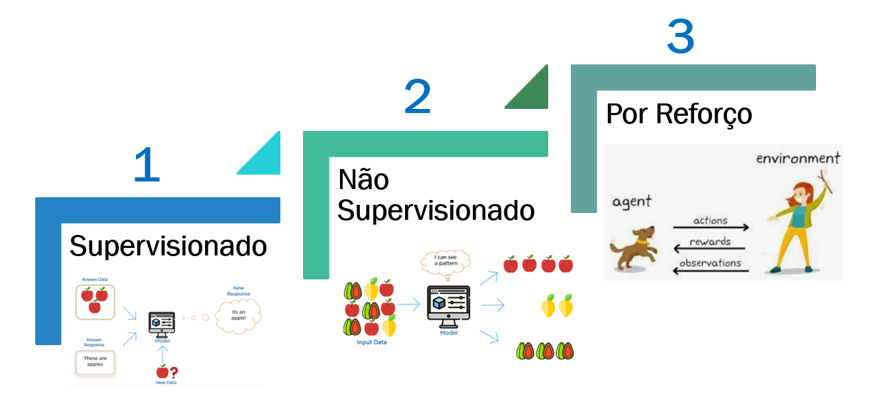 1
Supervisionado
Known Data
Known
Response
These are
apples
Model
New Data
?
New
Response
Its an
apple!
2
Não
Supervisionado
I can see
a pattern
Input Data
Model
3
Por Reforço
agent
environment
actions
rewards
observations